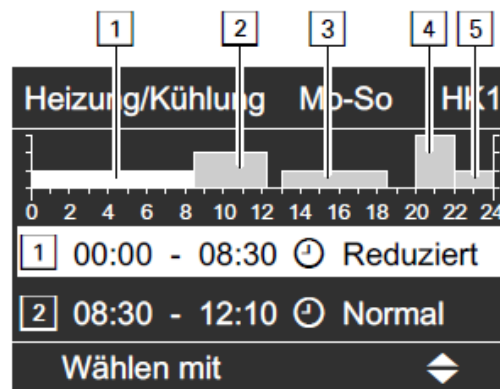 1 2 3 4 5
Heizung/Kühlung Mo-So HK1
0 2 4 6 8 10 12 14 16 18 20 22 24
1 00:00 - 08:30 Reduziert
2 08:30 - 12:10 Normal
Wählen mit